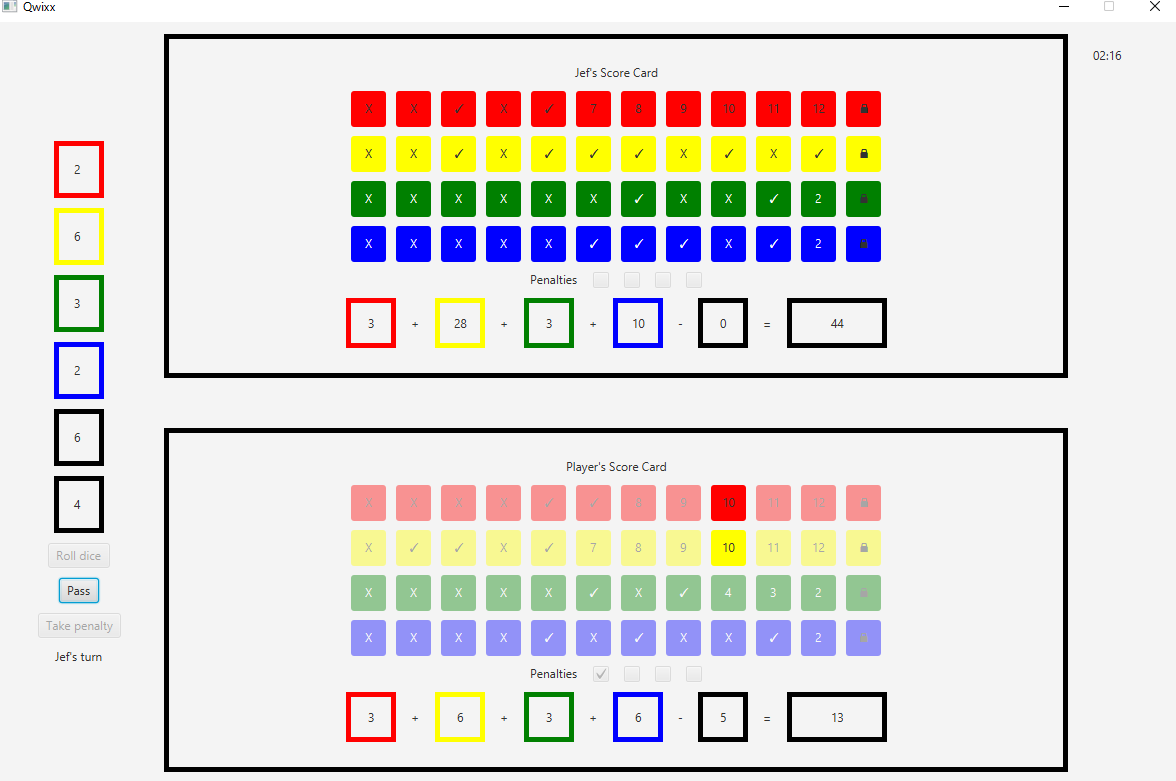 Qwixx
02:16
Jef's Score Card
X X ✓ X ✓ 7 8 9 10 11 12
X X ✓ X ✓ ✓ ✓ X ✓ X ✓
X X X X X X ✓ X X ✓ 2
X X X X X ✓ ✓ ✓ X ✓ 2
Penalties
3 + 28 + 3 + 10 - 0 = 44
2
6
3
2
6
4
Roll dice
Pass
Take penalty
Jef's turn
Player's Score Card
X X X X ✓ ✓ 8 9 10 11 12
X ✓ ✓ X ✓ 7 8 9 10 11 12
X X X X X ✓ X ✓ 4 3 2
X X X X ✓ X ✓ X X ✓ 2
Penalties ✓
3 + 6 + 3 + 6 - 5 = 13